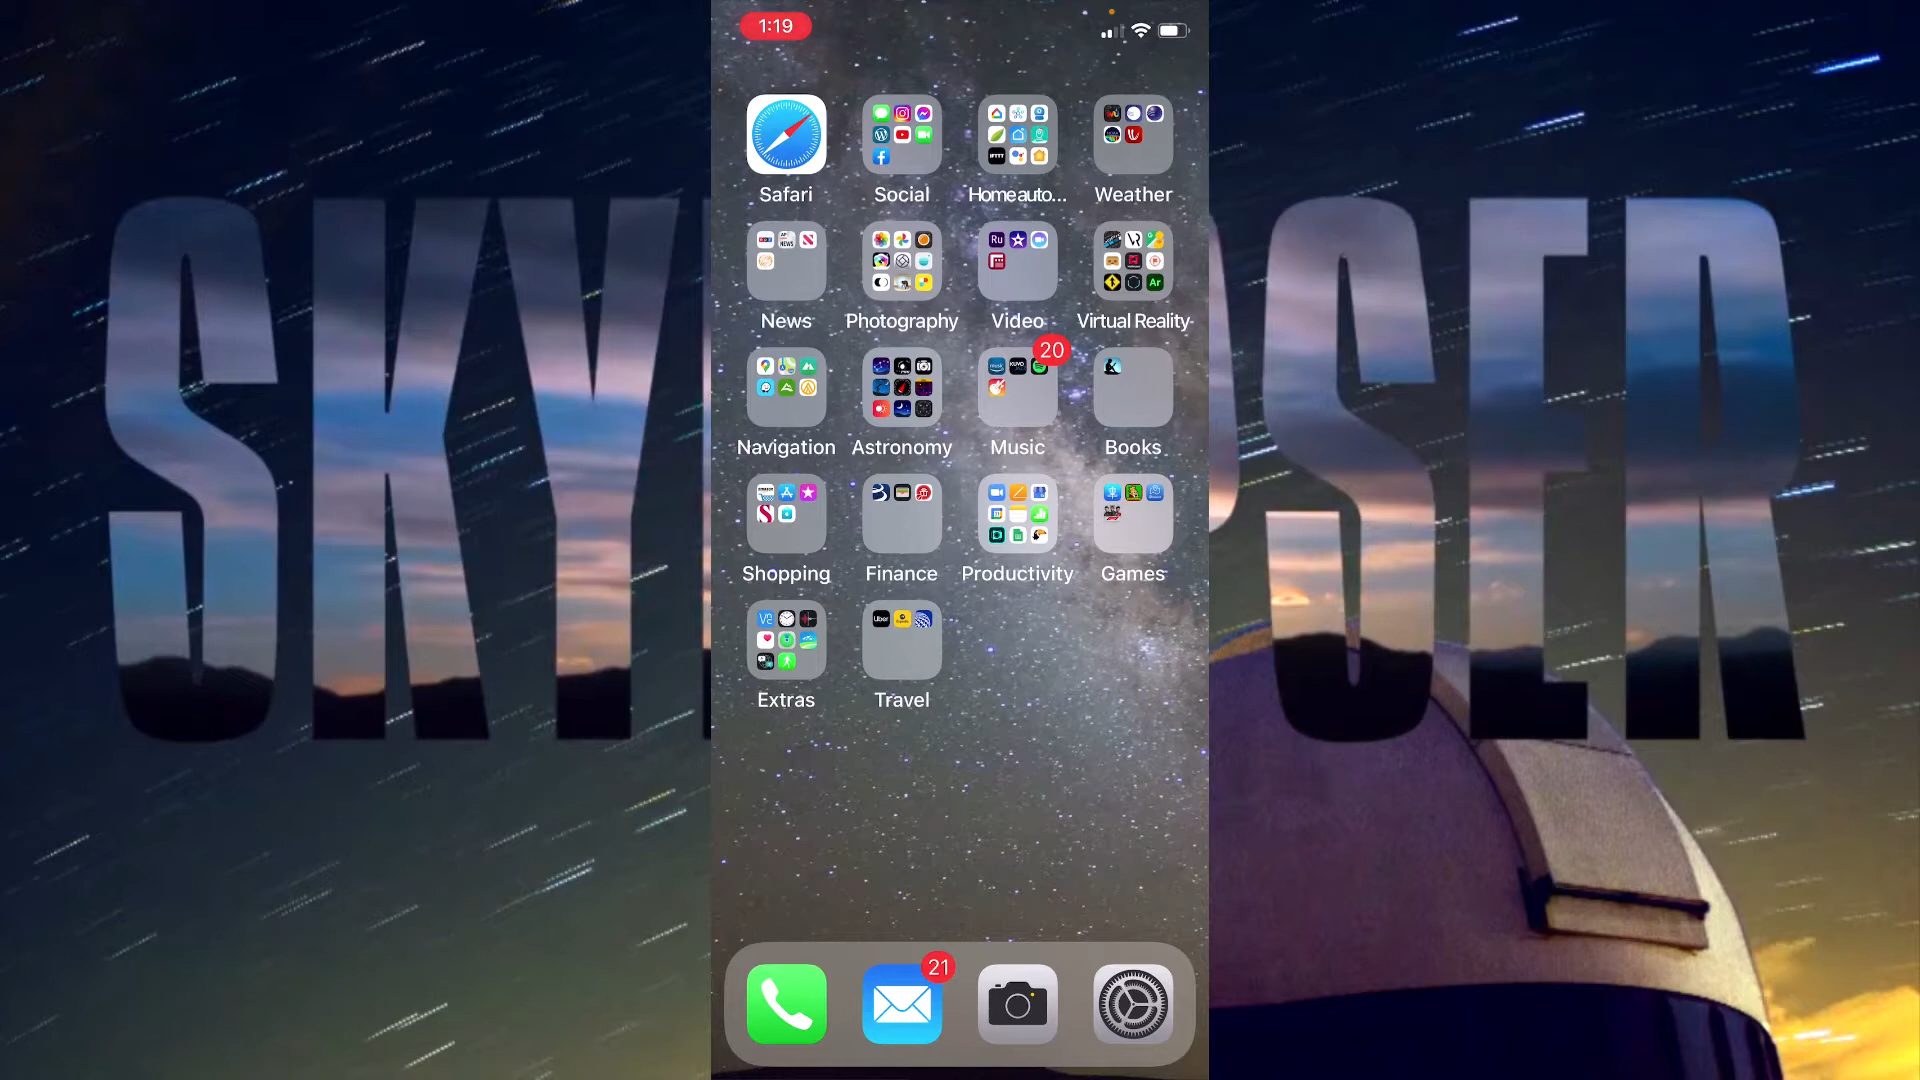 1:19
SKY PSER
Safari
Social
Homeauto...
Weather
News
Photography
Video
Virtual Reality
20
Navigation
Astronomy
Music
Books
Shopping
Finance
Productivity
Games
Extras
Travel
21